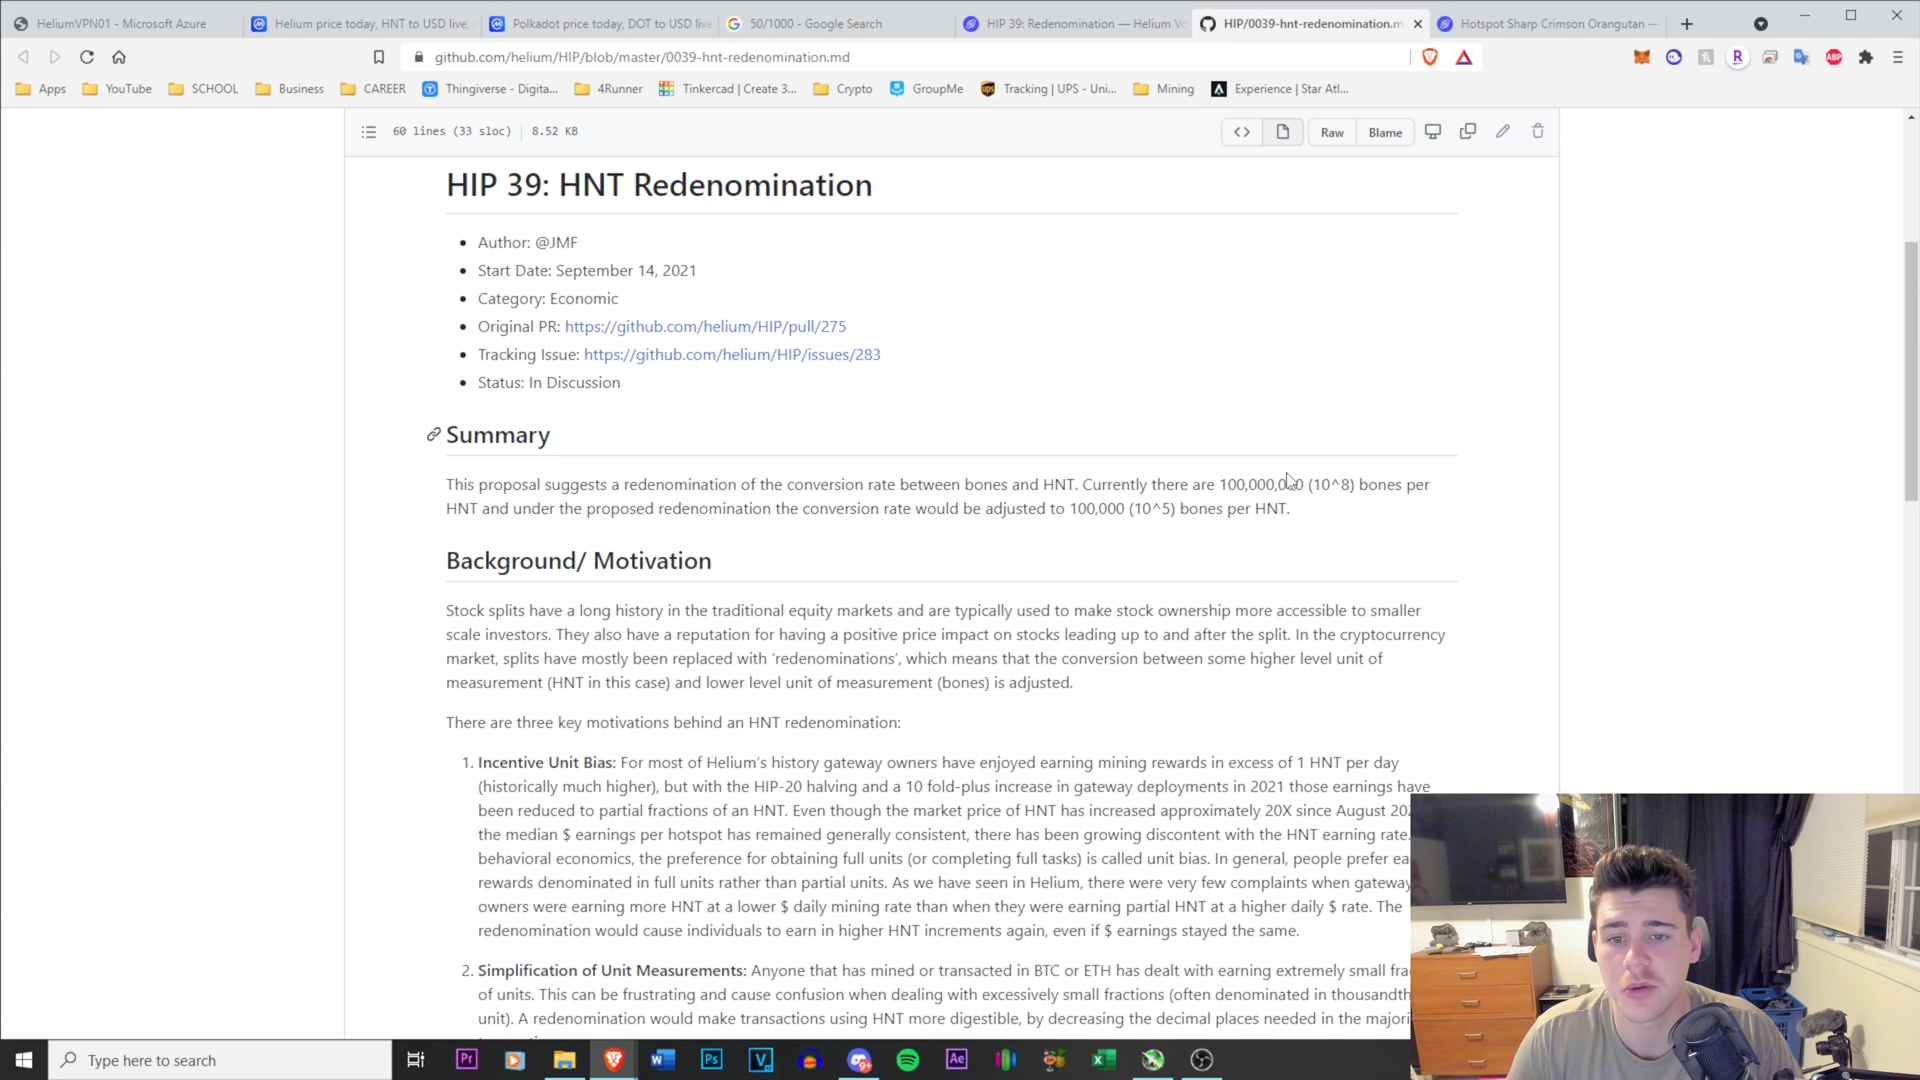 HeliumVPN01 - Microsoft Azure
Helium price today, HNT to USD live,
Polkadot price today, DOT to USD live
50/1000 - Google Search
HIP 39: Redenomination — Helium Vo
HIP/0039-hnt-redenomination.m
Hotspot Sharp Crimson Orangutan —
github.com/helium/HIP/blob/master/0039-hnt-redenomination.md
R
ABP
Apps
YouTube
SCHOOL
Business
CAREER
Thingiverse - Digita...
4Runner
Tinkercad | Create 3...
Crypto
GroupMe
Tracking | UPS - Uni...
Mining
Experience | Star Atl...
60 lines (33 sloc) 8.52 KB
Raw
Blame
HIP 39: HNT Redenomination
Author: @JMF
Start Date: September 14, 2021
Category: Economic
Original PR: https://github.com/helium/HIP/pull/275
Tracking Issue: https://github.com/helium/HIP/issues/283
Status: In Discussion
Summary
This proposal suggests a redenomination of the conversion rate between bones and HNT. Currently there are 100,000,000 (10^8) bones per
HNT and under the proposed redenomination the conversion rate would be adjusted to 100,000 (10^5) bones per HNT.
Background/ Motivation
Stock splits have a long history in the traditional equity markets and are typically used to make stock ownership more accessible to smaller
scale investors. They also have a reputation for having a positive price impact on stocks leading up to and after the split. In the cryptocurrency
market, splits have mostly been replaced with 'redenominations', which means that the conversion between some higher level unit of
measurement (HNT in this case) and lower level unit of measurement (bones) is adjusted.
There are three key motivations behind an HNT redenomination:
1. Incentive Unit Bias: For most of Helium's history gateway owners have enjoyed earning mining rewards in excess of 1 HNT per day
(historically much higher), but with the HIP-20 halving and a 10 fold-plus increase in gateway deployments in 2021 those earnings have
been reduced to partial fractions of an HNT. Even though the market price of HNT has increased approximately 20X since August 20
the median $ earnings per hotspot has remained generally consistent, there has been growing discontent with the HNT earning rate.
behavioral economics, the preference for obtaining full units (or completing full tasks) is called unit bias. In general, people prefer ea
rewards denominated in full units rather than partial units. As we have seen in Helium, there were very few complaints when gateway
owners were earning more HNT at a lower $ daily mining rate than when they were earning partial HNT at a higher daily $ rate. The
redenomination would cause individuals to earn in higher HNT increments again, even if $ earnings stayed the same.
2. Simplification of Unit Measurements: Anyone that has mined or transacted in BTC or ETH has dealt with earning extremely small fra
of units. This can be frustrating and cause confusion when dealing with excessively small fractions (often denominated in thousandth
unit). A redenomination would make transactions using HNT more digestible, by decreasing the decimal places needed in the majori
Type here to search